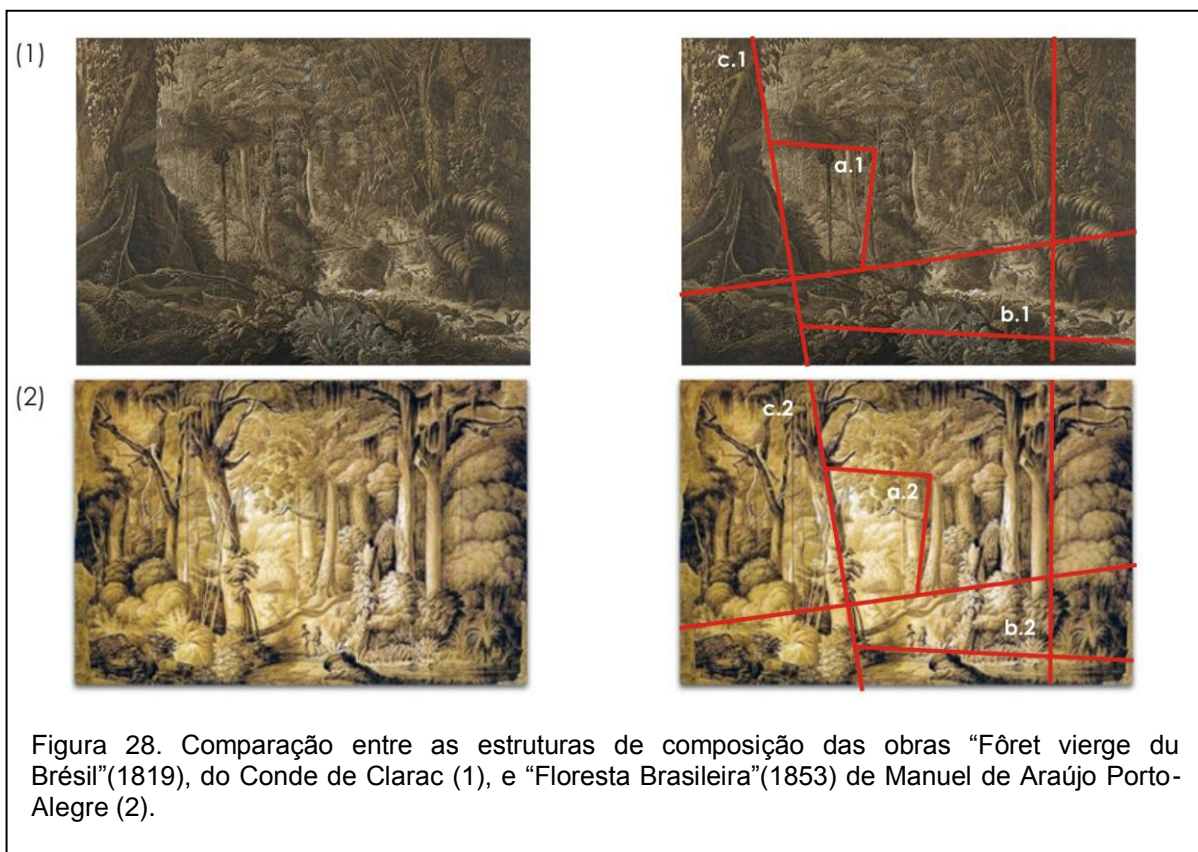 (1)
c.1
a.1
b.1
(2)
c.2
a.2
b.2
Figura 28. Comparação entre as estruturas de composição das obras “Fôret vierge du
Brésil”(1819), do Conde de Clarac (1), e “Floresta Brasileira”(1853) de Manuel de Araújo Porto-
Alegre (2).